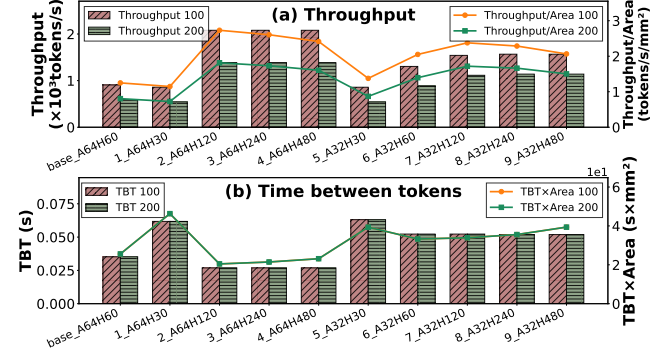 (a) Throughput
Throughput 100
Throughput 200
Throughput/Area 100
Throughput/Area 200
Throughput
(×10³tokens/s)
2
1
0
Throughput/Area
(tokens/s/mm²)
3
2
1
0
base_A64H60
1_A64H30
2_A64H120
3_A64H240
4_A64H480
5_A32H30
6_A32H60
7_A32H120
8_A32H240
9_A32H480
(b) Time between tokens
TBT 100
TBT 200
TBT×Area 100
TBT×Area 200
TBT (s)
0.075
0.050
0.025
0.000
1e1
TBT×Area (s×mm²)
6
4
2
0
base_A64H60
1_A64H30
2_A64H120
3_A64H240
4_A64H480
5_A32H30
6_A32H60
7_A32H120
8_A32H240
9_A32H480